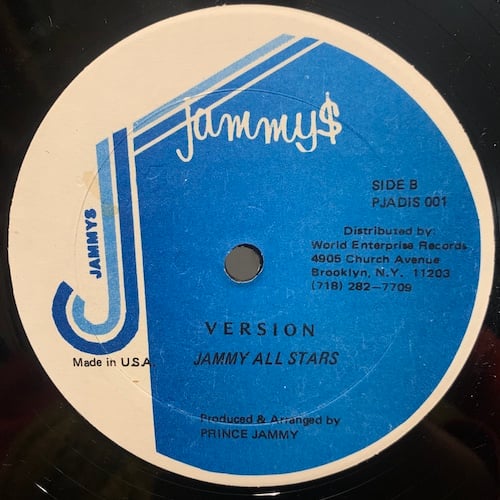 Jammy$
JAMMYS
SIDE B
PJADIS 001
Distributed by:
World Enterprise Records
4905 Church Avenue
Brooklyn, N.Y. 11203
(718) 282-7709
VERSION
JAMMY ALL STARS
Made in U.S.A.
Produced & Arranged by
PRINCE JAMMY